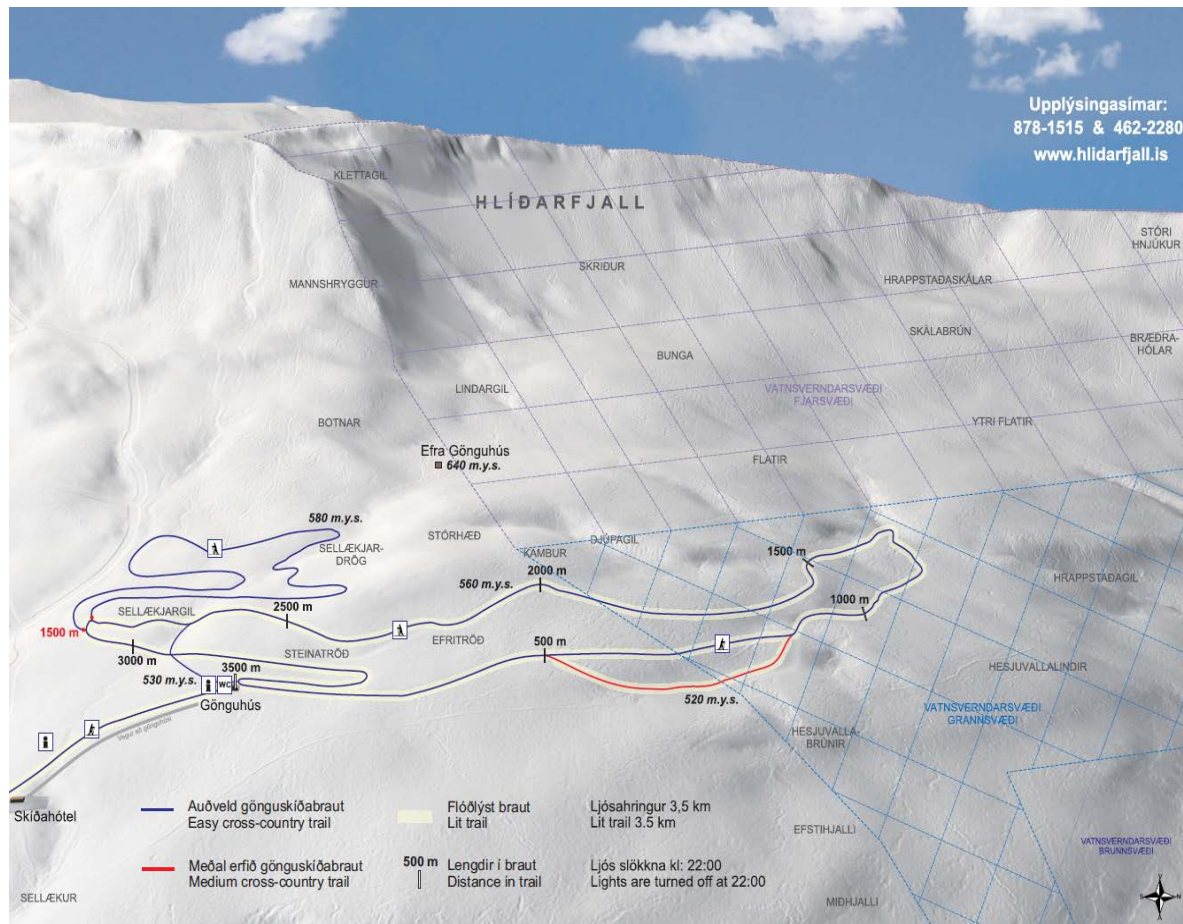 Upplýsingasímar:
878-1515 & 462-2280
www.hlidarfjall.is
KLETTAGIL
HLÍÐARFJALL
STÓRI
HNJÚKUR
SKRIÐUR
MANNSHRYGGUR
HRAPPSTAÐASKÁLAR
SKÁLABRÚN
BRÆÐRA-
HÓLAR
BUNGA
LINDARGIL
VATNSVERNDARSVÆÐI
FJARSVÆÐI
BOTNAR
YTRI FLATIR
Efra Gönguhús
640 m.y.s.
FLATIR
580 m.y.s.
STÓRHÆÐ
SELLÆKJAR-
DRÖG
DJÚPAGIL
KAMBUR
1500 m
2000 m
560 m.y.s.
HRAPPSTAÐAGIL
1000 m
SELLÆKJARGIL
2500 m
1500 m
EFRITRÖÐ
500 m
STEINATRÖÐ
3000 m
3500 m
530 m.y.s.
WC
Gönguhús
HESJUVALLALINDIR
520 m.y.s.
VATNSVERNDARSVÆÐI
GRANNSVÆÐI
Vegur að gönguhúsi
HESJUVALLA-
BRÚNIR
Skíðahótel
Auðveld gönguskíðabraut
Easy cross-country trail
Flóðlýst braut
Lit trail
Ljósahringur 3,5 km
Lit trail 3.5 km
EFSTIHJALLI
VATNSVERNDARSVÆÐI
BRUNNSVÆÐI
Meðal erfið gönguskíðabraut
Medium cross-country trail
500 m
Lengdir í braut
Distance in trail
Ljós slökkna kl: 22:00
Lights are turned off at 22:00
SELLÆKUR
MIÐHJALLI